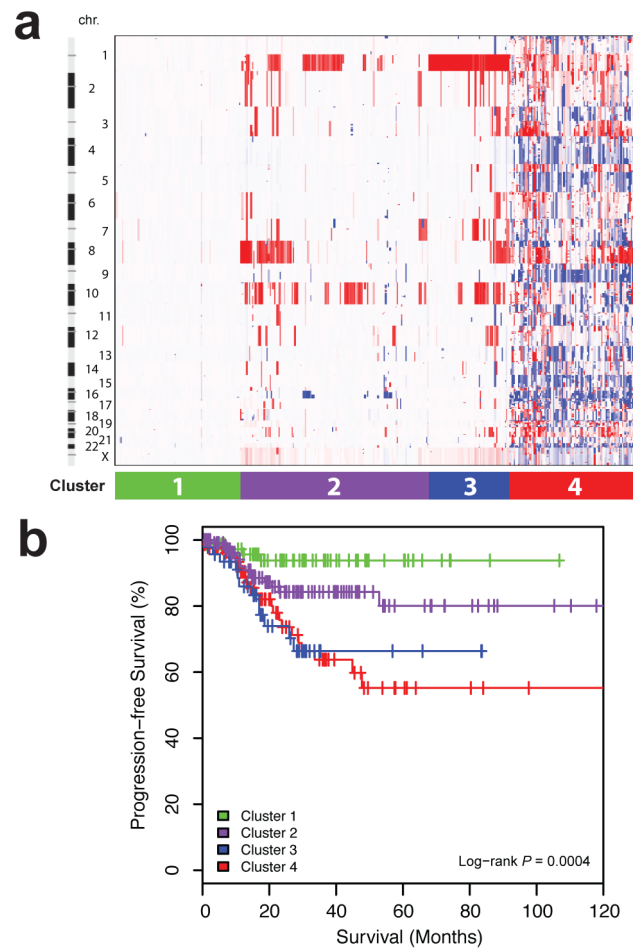 a
chr.
1
2
3
4
5
6
7
8
9
10
11
12
13
14
15
16
17
18
19
20
21
22
X
Cluster 1 2 3 4
b
Progression–free Survival (%)
100
80
60
40
20
0
Cluster 1
Cluster 2
Cluster 3
Cluster 4
Log–rank P = 0.0004
0 20 40 60 80 100 120
Survival (Months)